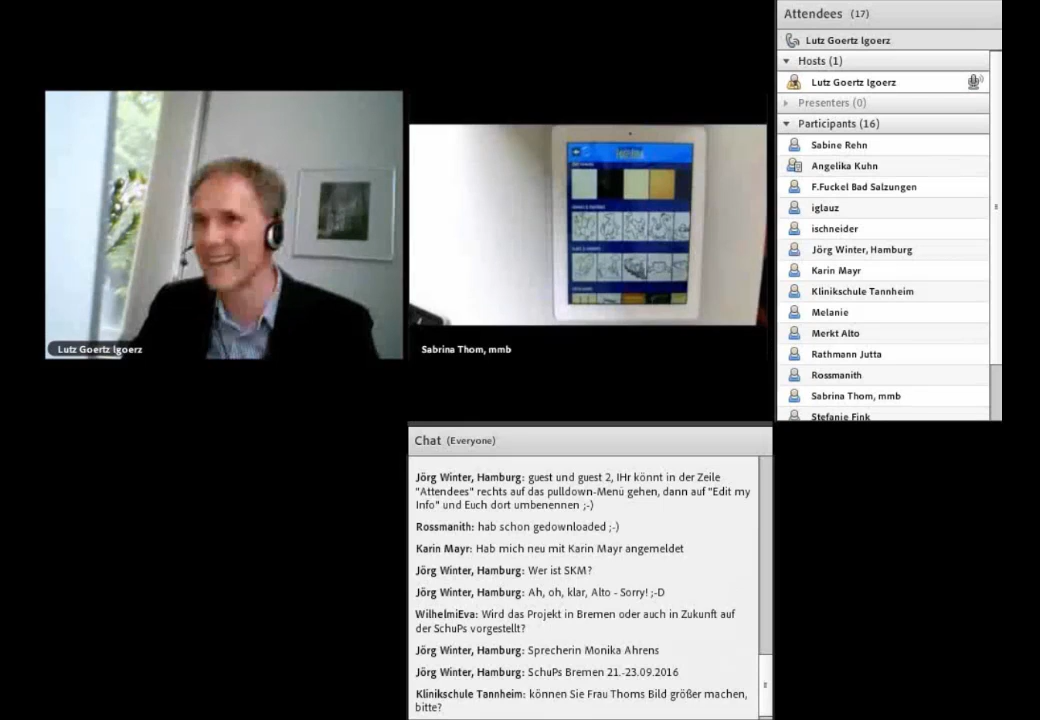 Attendees (17)
Lutz Goertz lgoerz
Hosts (1)
Lutz Goertz lgoerz
Presenters (0)
Participants (16)
Sabine Rehn
Angelika Kuhn
F.Fuckel Bad Salzungen
iglauz
ischneider
Jörg Winter, Hamburg
Karin Mayr
Klinikschule Tannheim
Melanie
Merkt Alto
Rathmann Jutta
Rossmanith
Sabrina Thom, mmb
Stefanie Fink
Lutz Goertz lgoerz
Sabrina Thom, mmb
Chat (Everyone)
Jörg Winter, Hamburg: guest und guest 2, IHr könnt in der Zeile
"Attendees" rechts auf das pulldown-Menü gehen, dann auf "Edit my
Info" und Euch dort umbenennen ;-)
Rossmanith: hab schon gedownloaded ;-)
Karin Mayr: Hab mich neu mit Karin Mayr angemeldet
Jörg Winter, Hamburg: Wer ist SKM?
Jörg Winter, Hamburg: Ah, oh, klar, Alto - Sorry! ;-D
WilhelmiEva: Wird das Projekt in Bremen oder auch in Zukunft auf
der SchuPs vorgestellt?
Jörg Winter, Hamburg: Sprecherin Monika Ahrens
Jörg Winter, Hamburg: SchuPs Bremen 21.-23.09.2016
Klinikschule Tannheim: können Sie Frau Thoms Bild größer machen,
bitte?